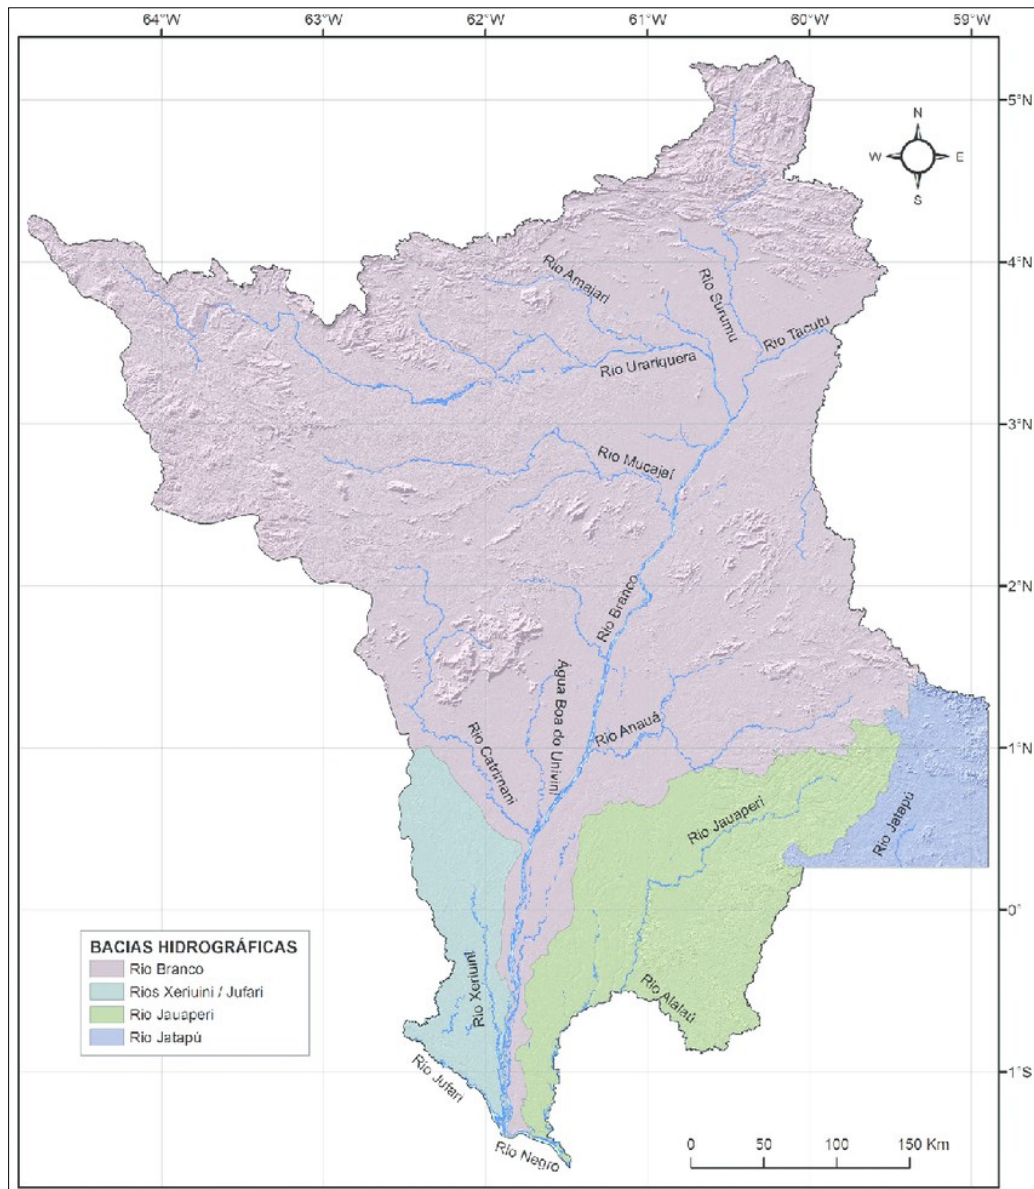 64°W 63°W 62°W 61°W 60°W 59°W
5°N
N
W E
S
4°N
Rio Amajari
Rio Surumu
Rio Tacutu
Rio Urariquera
3°N
Rio Mucajaí
2°N
Rio Branco
Água Boa do Univini
Rio Anauá
1°N
Rio Catrimani
Rio Jauaperi
Rio Jatapú
0°
BACIAS HIDROGRÁFICAS
Rio Branco
Rios Xeriuini / Jufari
Rio Jauaperi
Rio Jatapú
Rio Xeriuini
Rio Alalaú
1°S
Rio Jufari
Rio Negro
0 50 100 150 Km